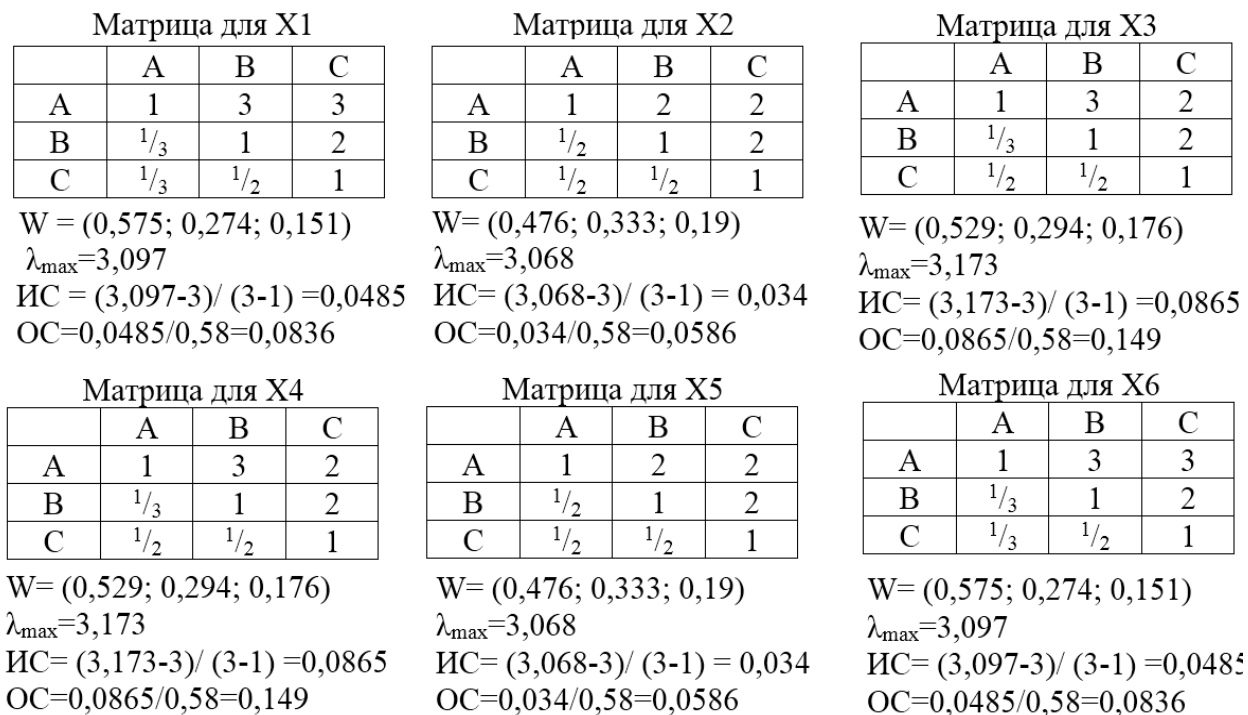 Матрица для X1
A B C
A 1 3 3
B 1/3 1 2
C 1/3 1/2 1
W = (0,575; 0,274; 0,151)
λmax=3,097
ИС = (3,097-3)/ (3-1) =0,0485
ОС=0,0485/0,58=0,0836
Матрица для X2
A B C
A 1 2 2
B 1/2 1 2
C 1/2 1/2 1
W= (0,476; 0,333; 0,19)
λmax=3,068
ИС= (3,068-3)/ (3-1) = 0,034
ОС=0,034/0,58=0,0586
Матрица для X3
A B C
A 1 3 2
B 1/3 1 2
C 1/2 1/2 1
W= (0,529; 0,294; 0,176)
λmax=3,173
ИС= (3,173-3)/ (3-1) =0,0865
ОС=0,0865/0,58=0,149
Матрица для X4
A B C
A 1 3 2
B 1/3 1 2
C 1/2 1/2 1
W= (0,529; 0,294; 0,176)
λmax=3,173
ИС= (3,173-3)/ (3-1) =0,0865
ОС=0,0865/0,58=0,149
Матрица для X5
A B C
A 1 2 2
B 1/2 1 2
C 1/2 1/2 1
W= (0,476; 0,333; 0,19)
λmax=3,068
ИС= (3,068-3)/ (3-1) = 0,034
ОС=0,034/0,58=0,0586
Матрица для X6
A B C
A 1 3 3
B 1/3 1 2
C 1/3 1/2 1
W= (0,575; 0,274; 0,151)
λmax=3,097
ИС= (3,097-3)/ (3-1) =0,0485
ОС=0,0485/0,58=0,0836